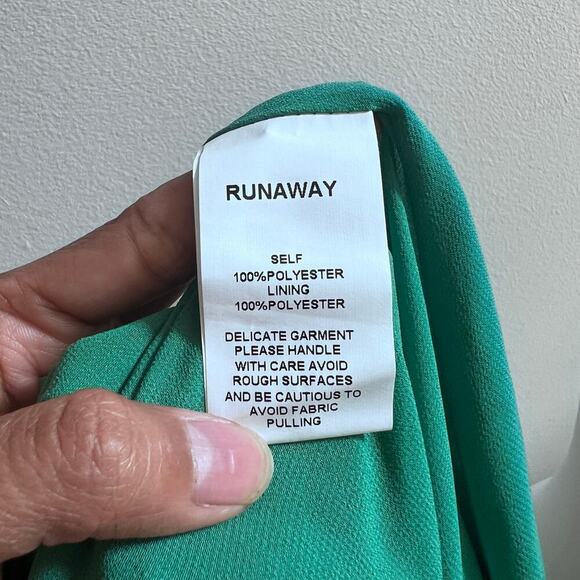 RUNAWAY
SELF
100%POLYESTER
LINING
100%POLYESTER
DELICATE GARMENT
PLEASE HANDLE
WITH CARE AVOID
ROUGH SURFACES
AND BE CAUTIOUS TO
AVOID FABRIC
PULLING